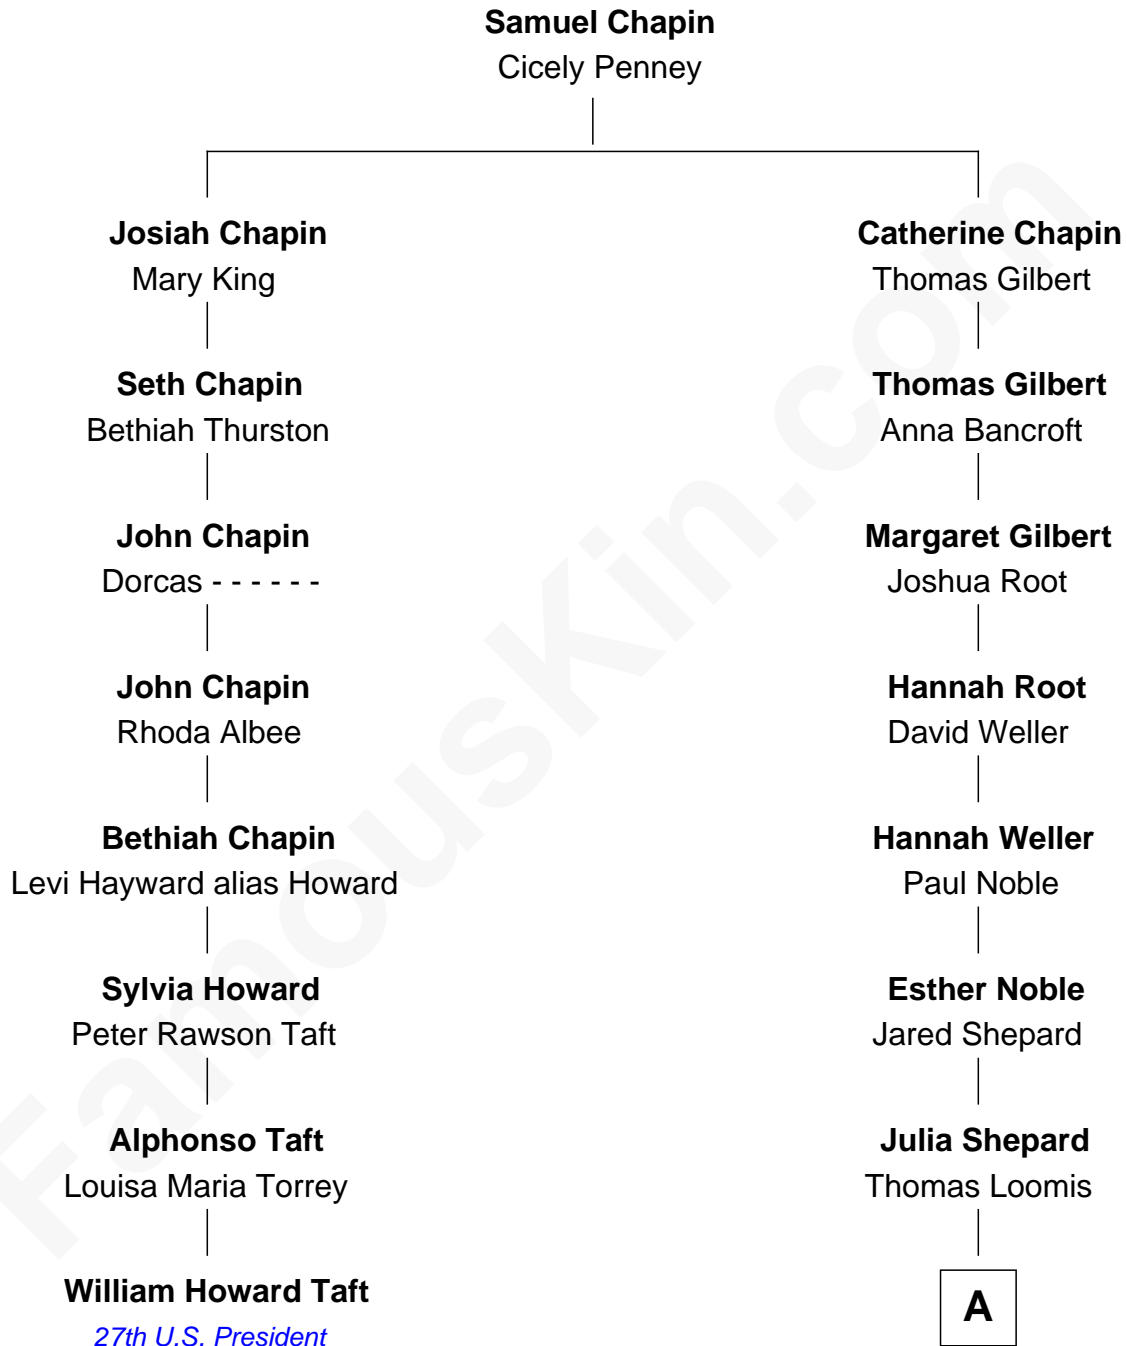 Samuel Chapin
Cicely Penney
Josiah Chapin
Mary King
Catherine Chapin
Thomas Gilbert
Seth Chapin
Bethiah Thurston
Thomas Gilbert
Anna Bancroft
John Chapin
Dorcas - - - - - -
Margaret Gilbert
Joshua Root
John Chapin
Rhoda Albee
Hannah Root
David Weller
Bethiah Chapin
Levi Hayward alias Howard
Hannah Weller
Paul Noble
Sylvia Howard
Peter Rawson Taft
Esther Noble
Jared Shepard
Alphonso Taft
Louisa Maria Torrey
Julia Shepard
Thomas Loomis
William Howard Taft
27th U.S. President
A
FamousKin.com